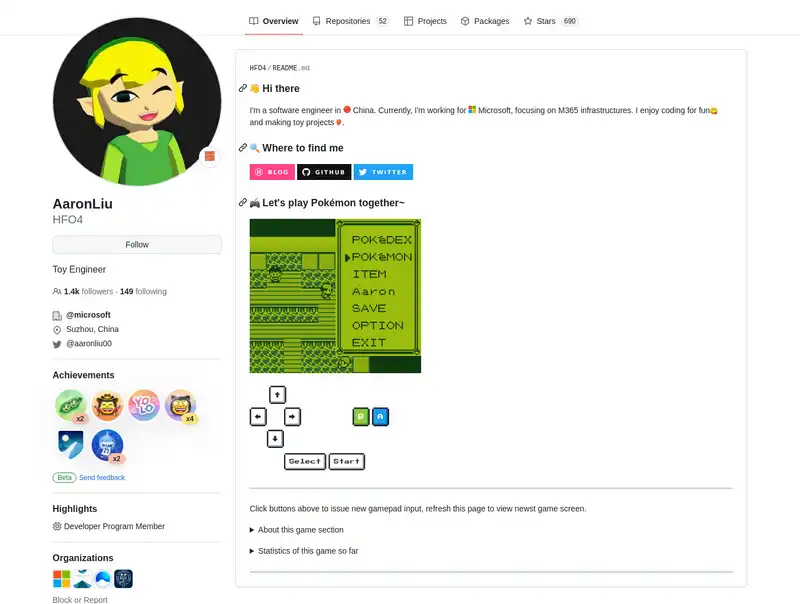 Overview
Repositories 52
Projects
Packages
Stars 690
AaronLiu
HFO4
Follow
Toy Engineer
1.4k followers · 149 following
@microsoft
Suzhou, China
@aaronliu00
Achievements
YOLO
x2
x4
x2
Beta Send feedback
Highlights
Developer Program Member
Organizations
Block or Report
HFO4/README.md
Hi there
I'm a software engineer in China. Currently, I'm working for Microsoft, focusing on M365 infrastructures. I enjoy coding for fun
and making toy projects.
Where to find me
BLOG GITHUB TWITTER
Let's play Pokémon together~
POKéDEX
POKéMON
ITEM
Aaron
SAVE
OPTION
EXIT
B A
Select Start
Click buttons above to issue new gamepad input, refresh this page to view newst game screen.
About this game section
Statistics of this game so far